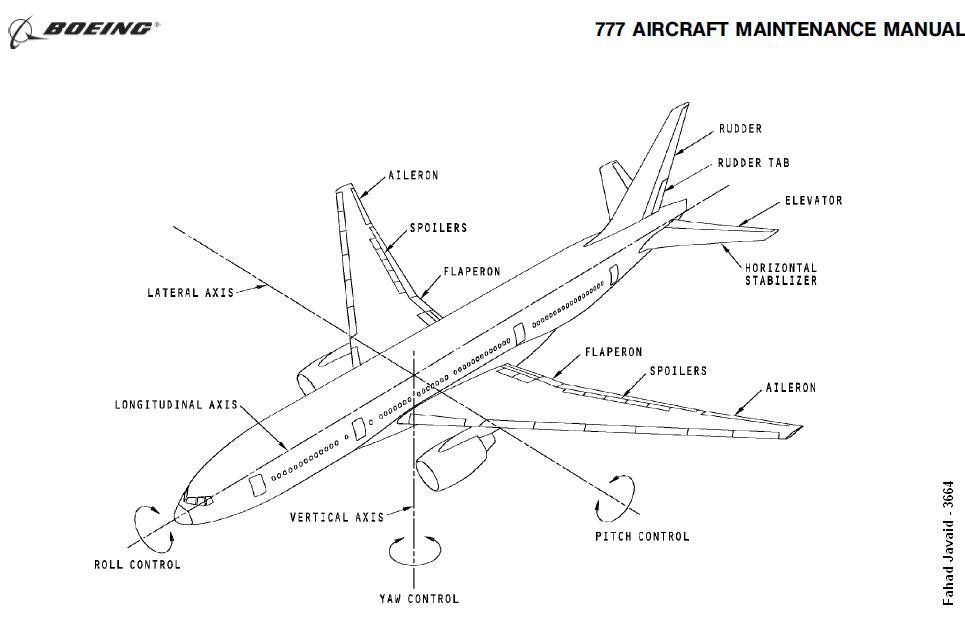 BOEING®
777 AIRCRAFT MAINTENANCE MANUAL
RUDDER
RUDDER TAB
AILERON
ELEVATOR
SPOILERS
FLAPERON
HORIZONTAL
STABILIZER
LATERAL AXIS
FLAPERON
SPOILERS
AILERON
LONGITUDINAL AXIS
VERTICAL AXIS
PITCH CONTROL
ROLL CONTROL
YAW CONTROL
Fahad Javaid - 3664